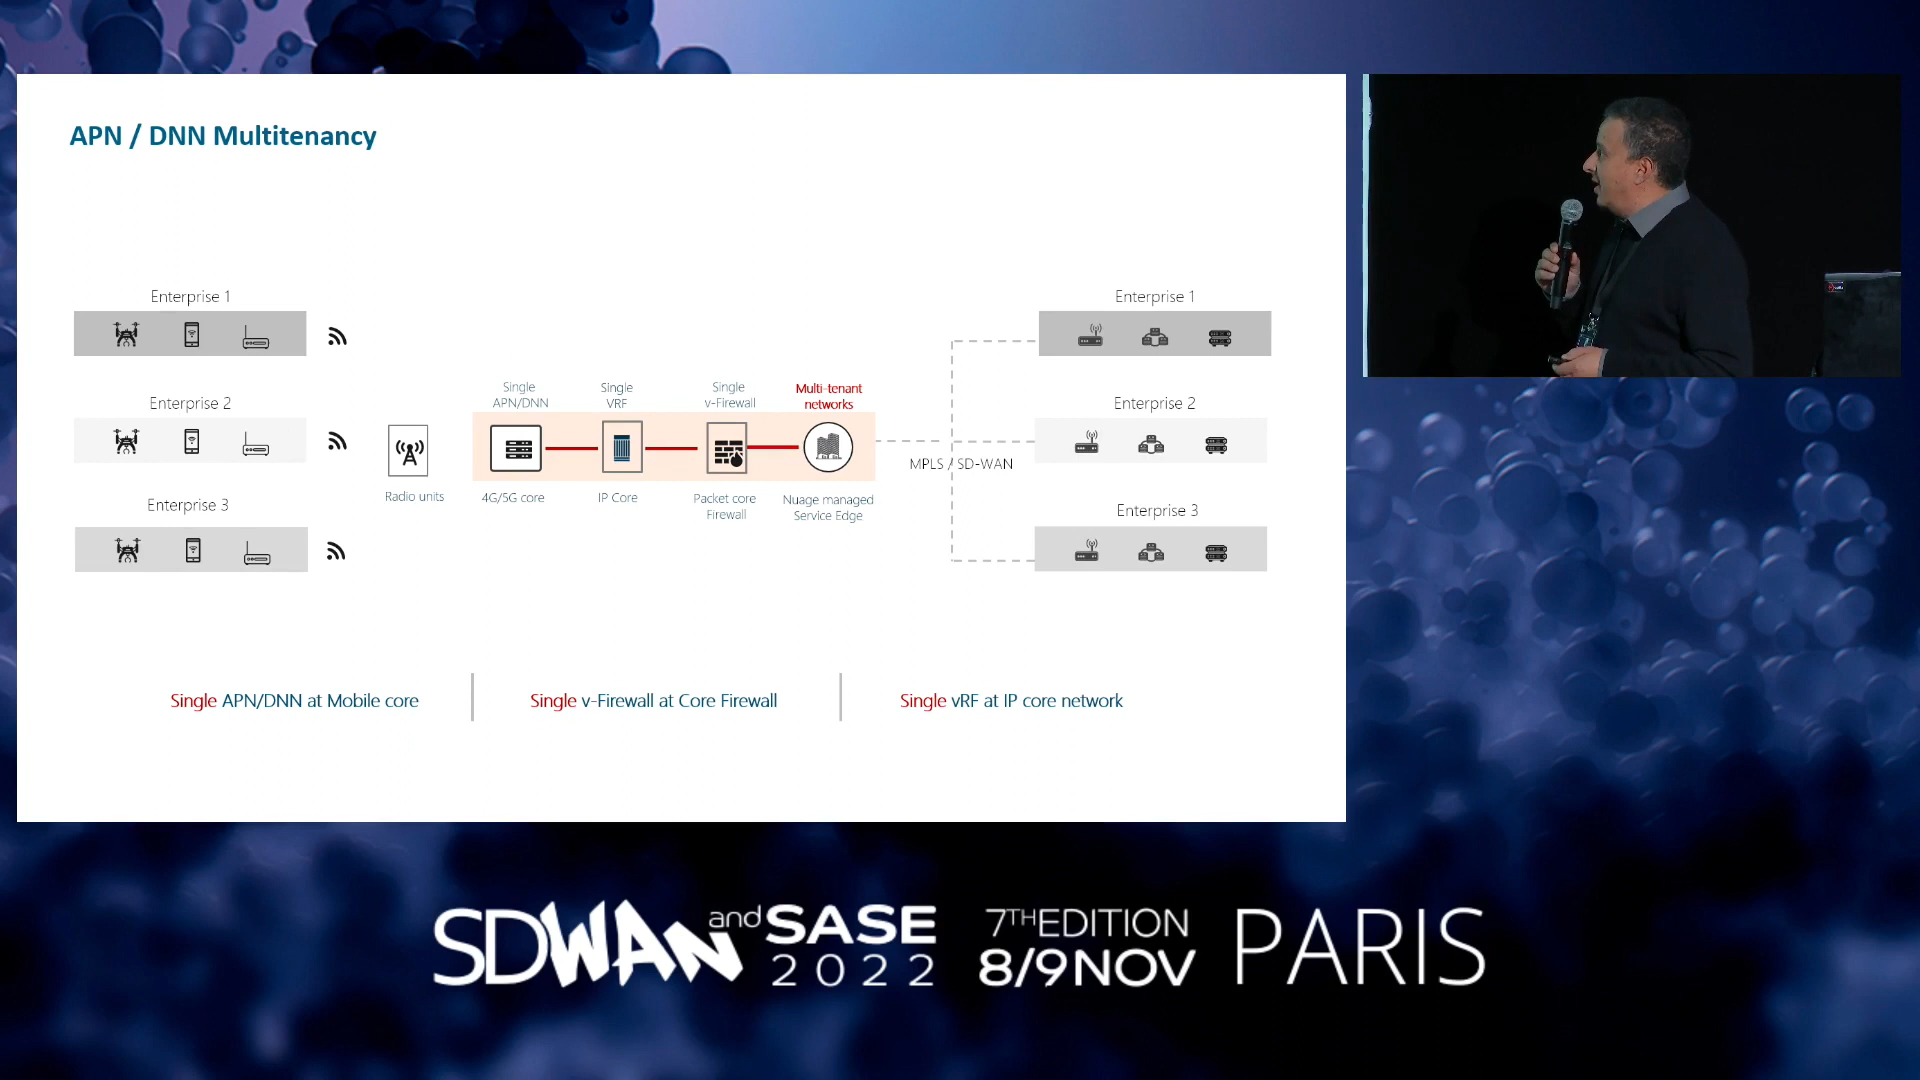 APN / DNN Multitenancy
Enterprise 1
Enterprise 2
Enterprise 3
Radio units
Single
APN/DNN
Single
VRF
Single
v-Firewall
Multi-tenant
networks
4G/5G core
IP Core
Packet core
Firewall
Nuage managed
Service Edge
MPLS / SD-WAN
Enterprise 1
Enterprise 2
Enterprise 3
Single APN/DNN at Mobile core
Single v-Firewall at Core Firewall
Single vRF at IP core network
SDWAN and SASE 2022
7TH EDITION
8/9 NOV
PARIS